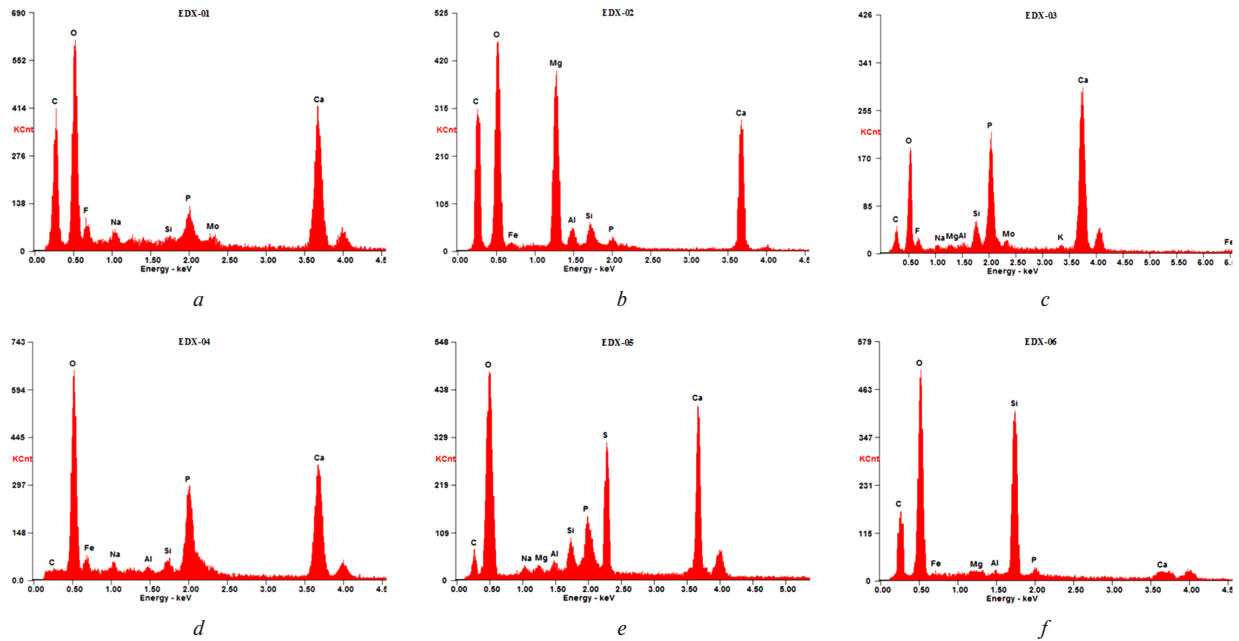 EDX-01
690
552
414
KCnt
276
138
0
C
O
F
Na
Si
P
Mo
Ca
0.00 0.50 1.00 1.50 2.00 2.50 3.00 3.50 4.00
Energy - keV
a
EDX-02
525
420
315
KCnt
210
105
0
C
O
Fe
Mg
Al
Si
P
Ca
0.00 0.50 1.00 1.50 2.00 2.50 3.00 3.50 4.00 4.50
Energy - keV
b
EDX-03
426
341
255
KCnt
170
85
0
C
O
F
Na
Mg
Al
Si
P
Mo
K
Ca
Fe
0.50 1.00 1.50 2.00 2.50 3.00 3.50 4.00 4.50 5.00 5.50 6.00
Energy - keV
c
EDX-04
743
594
445
KCnt
297
148
0.0
C
O
Fe
Na
Al
Si
P
Ca
0.00 0.50 1.00 1.50 2.00 2.50 3.00 3.50 4.00
Energy - keV
d
EDX-05
548
438
329
KCnt
219
109
0.0
C
O
Na
Mg
Al
Si
P
S
Ca
0.00 0.50 1.00 1.50 2.00 2.50 3.00 3.50 4.00 4.50 5.00
Energy - keV
e
EDX-06
579
463
347
KCnt
231
115
0.0
C
O
Fe
Mg
Al
Si
P
Ca
0.00 0.50 1.00 1.50 2.00 2.50 3.00 3.50 4.00
Energy - keV
f